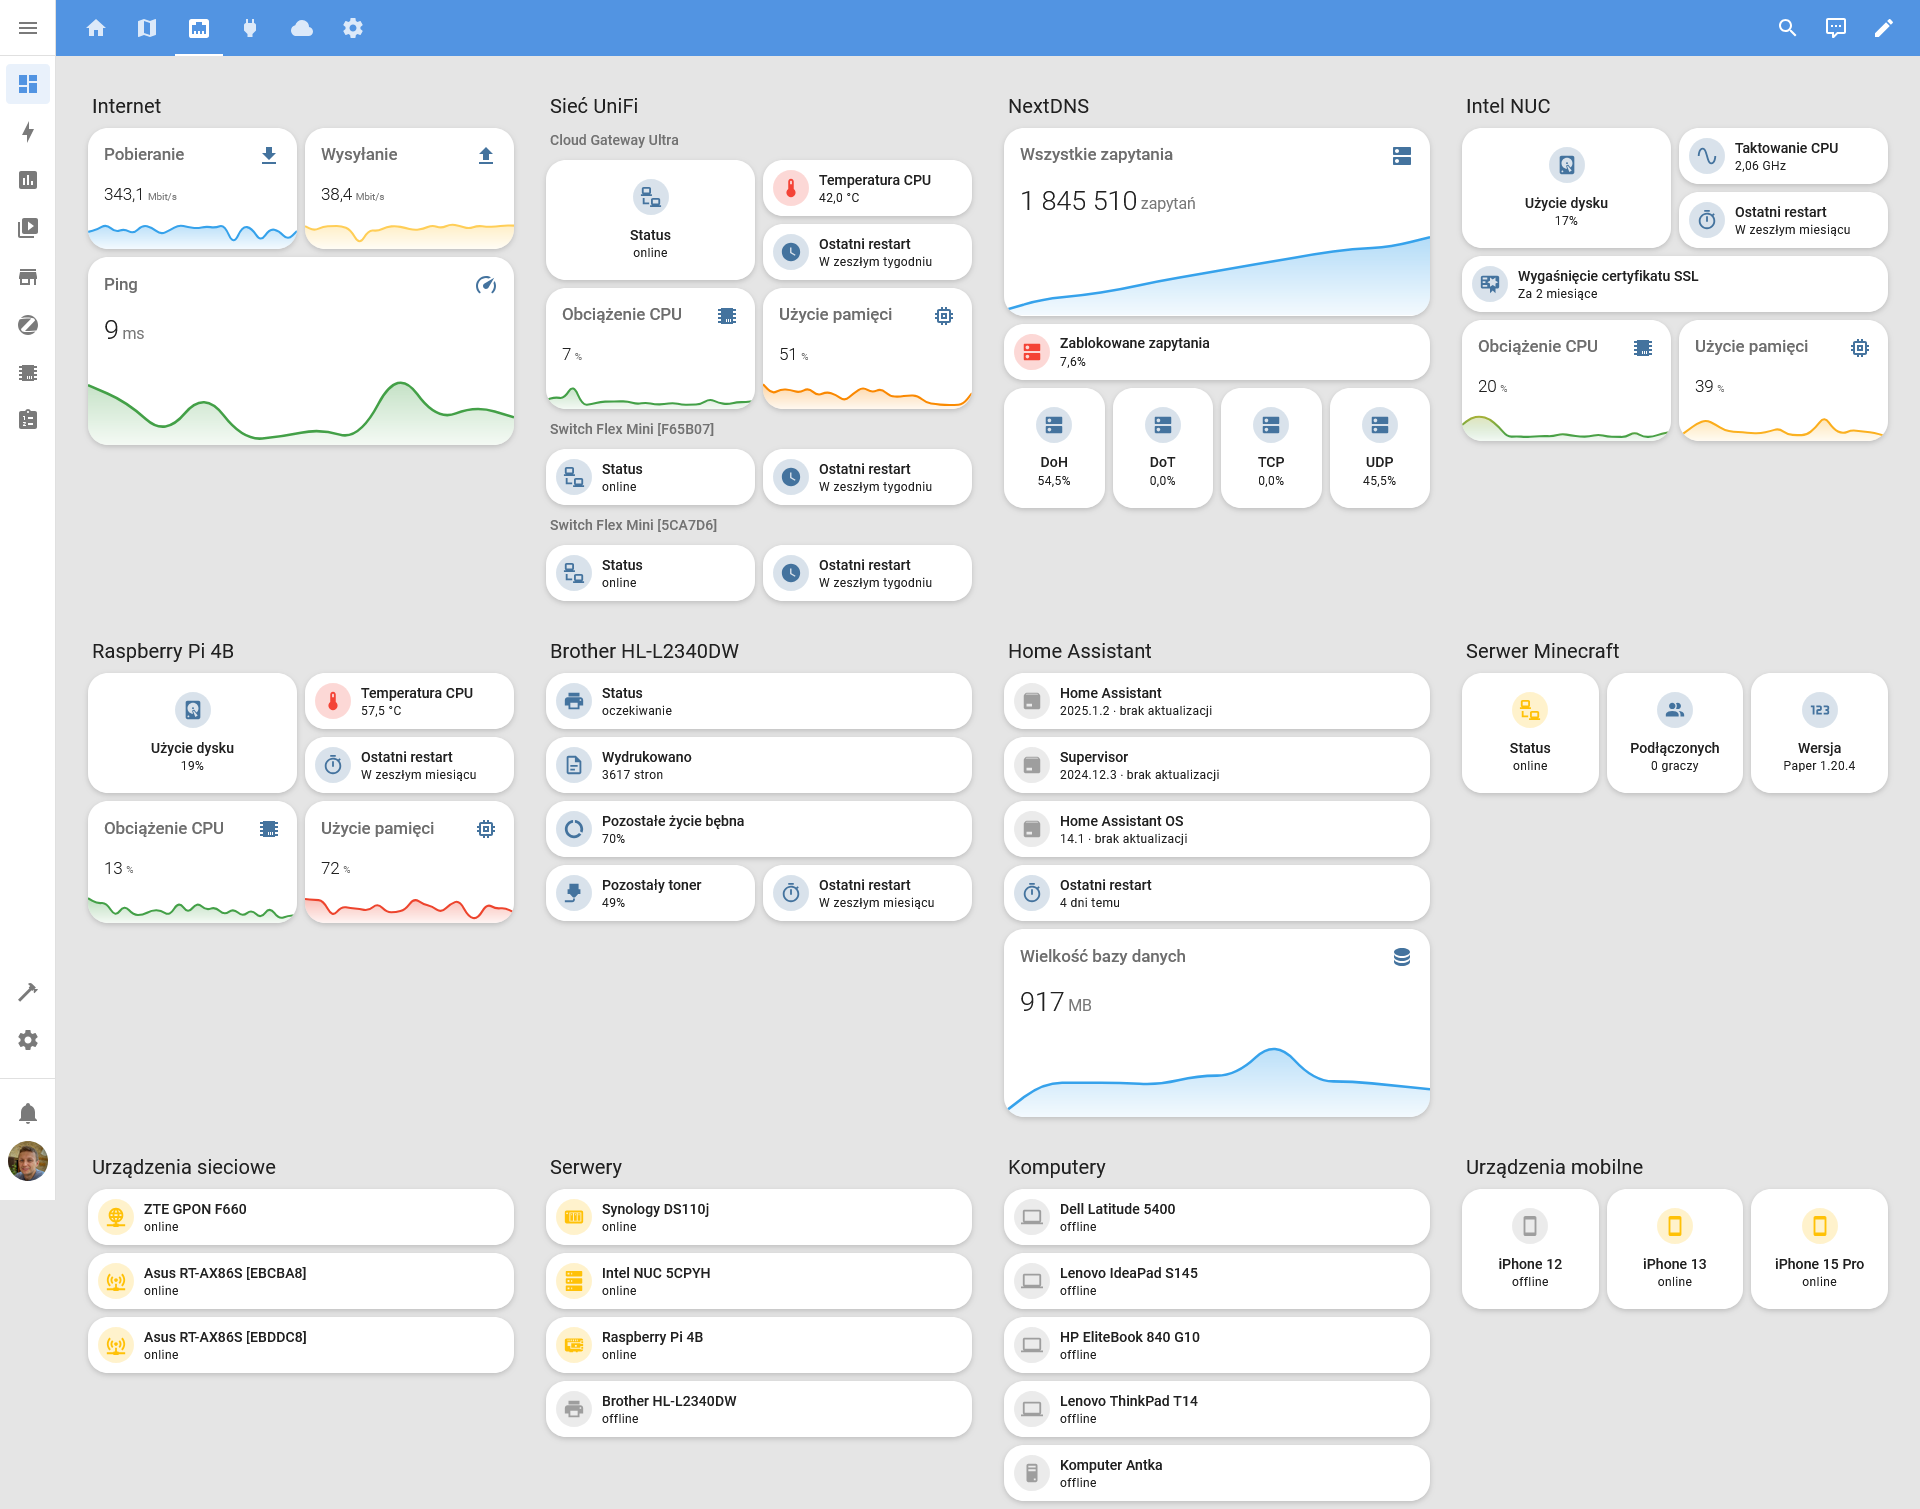 Internet
Pobieranie
343,1 Mbit/s
Wysyłanie
38,4 Mbit/s
Ping
9 ms
Sieć UniFi
Cloud Gateway Ultra
Status
online
Temperatura CPU
42,0 °C
Ostatni restart
W zeszłym tygodniu
Obciążenie CPU
7 %
Użycie pamięci
51 %
Switch Flex Mini [F65B07]
Status
online
Ostatni restart
W zeszłym tygodniu
Switch Flex Mini [5CA7D6]
Status
online
Ostatni restart
W zeszłym tygodniu
NextDNS
Wszystkie zapytania
1 845 510 zapytań
Zablokowane zapytania
7,6%
DoH
54,5%
DoT
0,0%
TCP
0,0%
UDP
45,5%
Intel NUC
Użycie dysku
17%
Taktowanie CPU
2,06 GHz
Ostatni restart
W zeszłym miesiącu
Wygaśnięcie certyfikatu SSL
Za 2 miesiące
Obciążenie CPU
20 %
Użycie pamięci
39 %
Raspberry Pi 4B
Użycie dysku
19%
Temperatura CPU
57,5 °C
Ostatni restart
W zeszłym miesiącu
Obciążenie CPU
13 %
Użycie pamięci
72 %
Brother HL-L2340DW
Status
oczekiwanie
Wydrukowano
3617 stron
Pozostałe życie bębna
70%
Pozostały toner
49%
Ostatni restart
W zeszłym miesiącu
Home Assistant
Home Assistant
2025.1.2 · brak aktualizacji
Supervisor
2024.12.3 · brak aktualizacji
Home Assistant OS
14.1 · brak aktualizacji
Ostatni restart
4 dni temu
Wielkość bazy danych
917 MB
Serwer Minecraft
Status
online
Podłączonych
0 graczy
123
Wersja
Paper 1.20.4
Urządzenia sieciowe
ZTE GPON F660
online
Asus RT-AX86S [EBCBA8]
online
Asus RT-AX86S [EBDDC8]
online
Serwery
Synology DS110j
online
Intel NUC 5CPYH
online
Raspberry Pi 4B
online
Brother HL-L2340DW
offline
Komputery
Dell Latitude 5400
offline
Lenovo IdeaPad S145
offline
HP EliteBook 840 G10
offline
Lenovo ThinkPad T14
offline
Komputer Antka
offline
Urządzenia mobilne
iPhone 12
offline
iPhone 13
online
iPhone 15 Pro
online